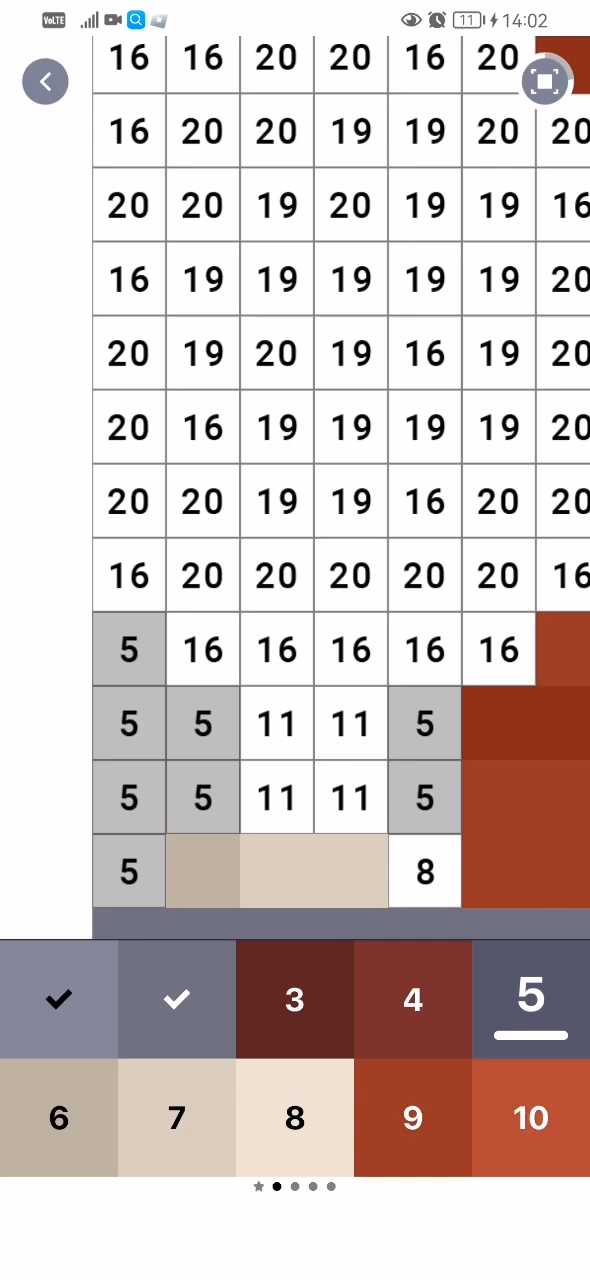 VoLTE 11 14:02
16 16 20 20 16 20
16 20 20 19 19 20 20
20 20 19 20 19 19 16
16 19 19 19 19 19 20
20 19 20 19 16 19 20
20 16 19 19 19 19 20
20 20 19 19 16 20 20
16 20 20 20 20 20 16
5 16 16 16 16 16
5 5 11 11 5
5 5 11 11 5
5 8
3 4 5
6 7 8 9 10